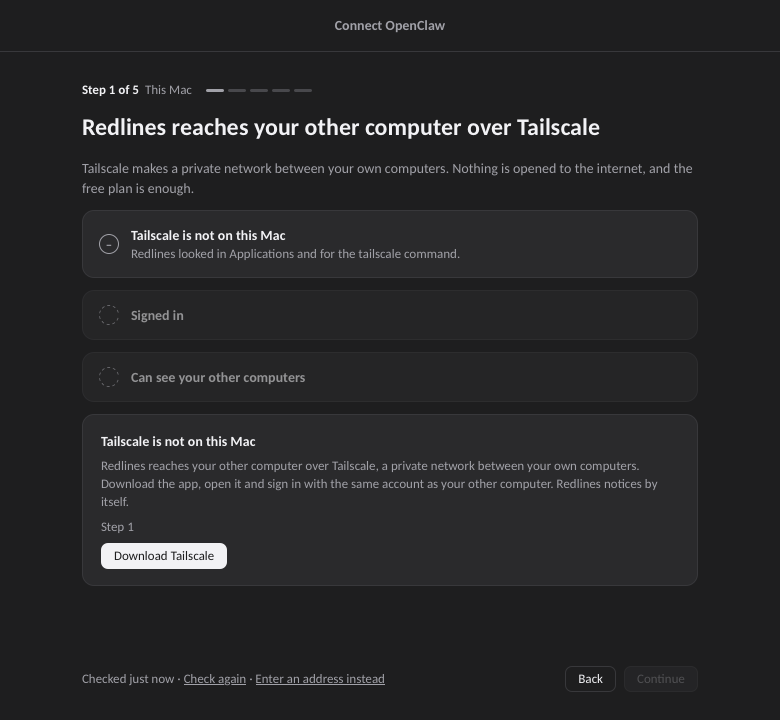 Connect OpenClaw
Step 1 of 5 This Mac
Redlines reaches your other computer over Tailscale
Tailscale makes a private network between your own computers. Nothing is opened to the internet, and the
free plan is enough.
Tailscale is not on this Mac
Redlines looked in Applications and for the tailscale command.
Signed in
Can see your other computers
Tailscale is not on this Mac
Redlines reaches your other computer over Tailscale, a private network between your own computers.
Download the app, open it and sign in with the same account as your other computer. Redlines notices by
itself.
Step 1
Download Tailscale
Checked just now · Check again · Enter an address instead
Back
Continue